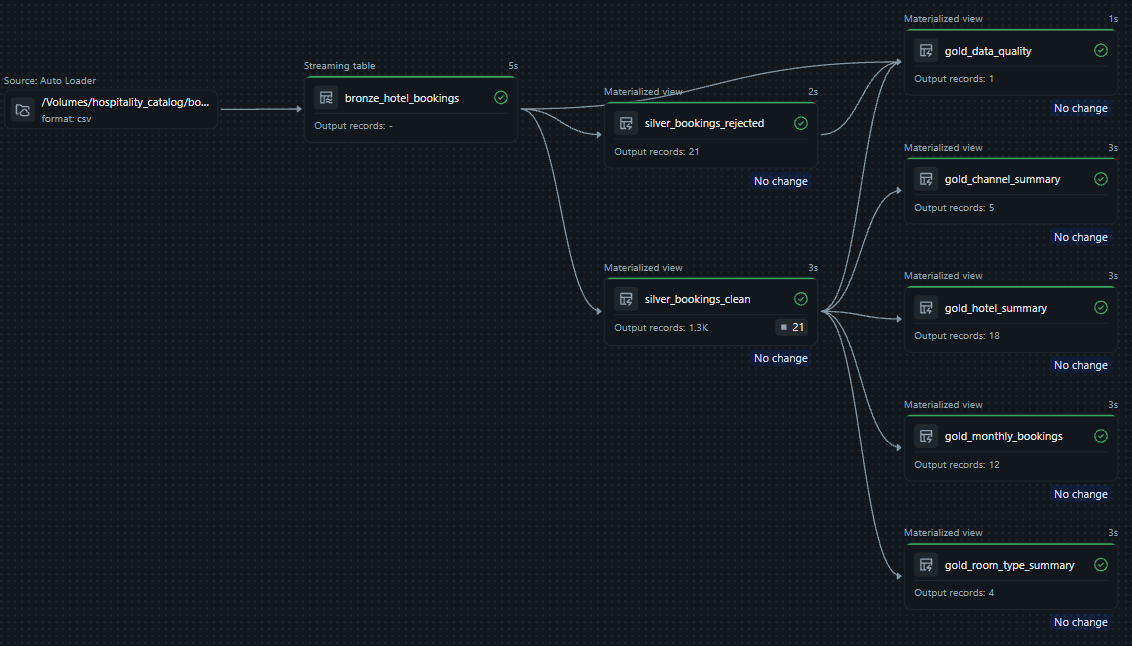 Source: Auto Loader
/Volumes/hospitality_catalog/bo...
format: csv
Streaming table 5s
bronze_hotel_bookings
Output records: -
Materialized view 2s
silver_bookings_rejected
Output records: 21
No change
Materialized view 3s
silver_bookings_clean
Output records: 1.3K 21
No change
Materialized view 1s
gold_data_quality
Output records: 1
No change
Materialized view 3s
gold_channel_summary
Output records: 5
No change
Materialized view 3s
gold_hotel_summary
Output records: 18
No change
Materialized view 3s
gold_monthly_bookings
Output records: 12
No change
Materialized view 3s
gold_room_type_summary
Output records: 4
No change